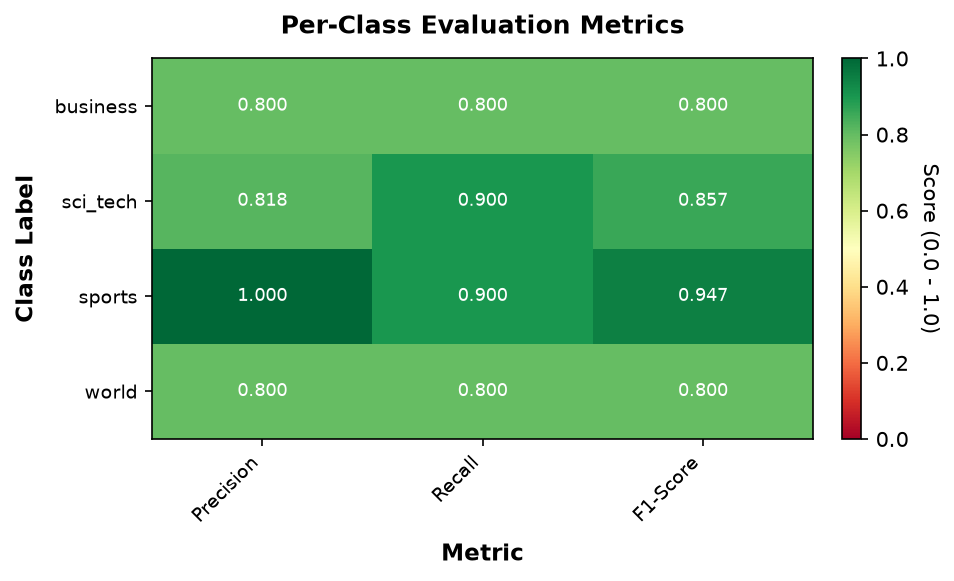 Per-Class Evaluation Metrics
Class Label
business 0.800 0.800 0.800
sci_tech 0.818 0.900 0.857
sports 1.000 0.900 0.947
world 0.800 0.800 0.800
Precision Recall F1-Score
Metric
1.0
0.8
0.6
0.4
0.2
0.0
Score (0.0 - 1.0)